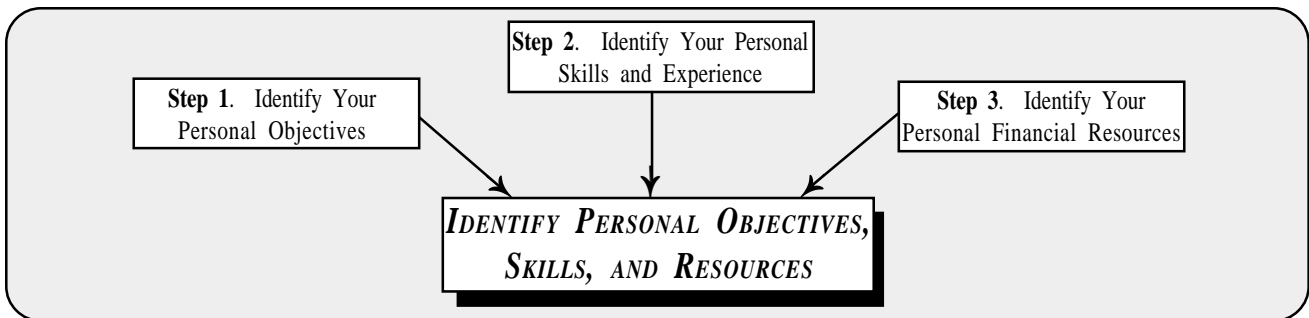 Step 1. Identify Your
Personal Objectives
Step 2. Identify Your Personal
Skills and Experience
Step 3. Identify Your
Personal Financial Resources
IDENTIFY PERSONAL OBJECTIVES,
SKILLS, AND RESOURCES